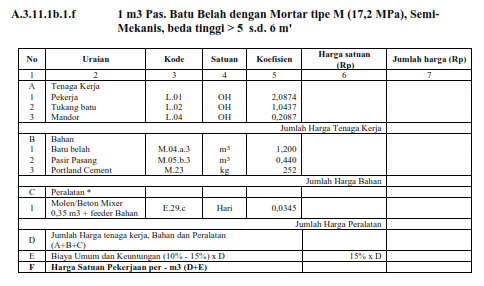 A.3.11.1b.1.f 1 m3 Pas. Batu Belah dengan Mortar tipe M (17,2 MPa), Semi-
Mekanis, beda tinggi > 5 s.d. 6 m'
No Uraian Kode Satuan Koefisien Harga satuan (Rp) Jumlah harga (Rp)
1 2 3 4 5 6 7
A Tenaga Kerja
1 Pekerja L.01 OH 2,0874
2 Tukang batu L.02 OH 1,0437
3 Mandor L.04 OH 0,2087
Jumlah Harga Tenaga Kerja
B Bahan
1 Batu belah M.04.a.3 m³ 1,200
2 Pasir Pasang M.05.b.3 m³ 0,440
3 Portland Cement M.23 kg 252
Jumlah Harga Bahan
C Peralatan *
1 Molen/Beton Mixer
0,35 m3 + feeder Bahan E.29.c Hari 0,0345
Jumlah Harga Peralatan
D Jumlah Harga tenaga kerja, Bahan dan Peralatan
(A+B+C)
E Biaya Umum dan Keuntungan (10% - 15%) x D 15% x D
F Harga Satuan Pekerjaan per - m3 (D+E)